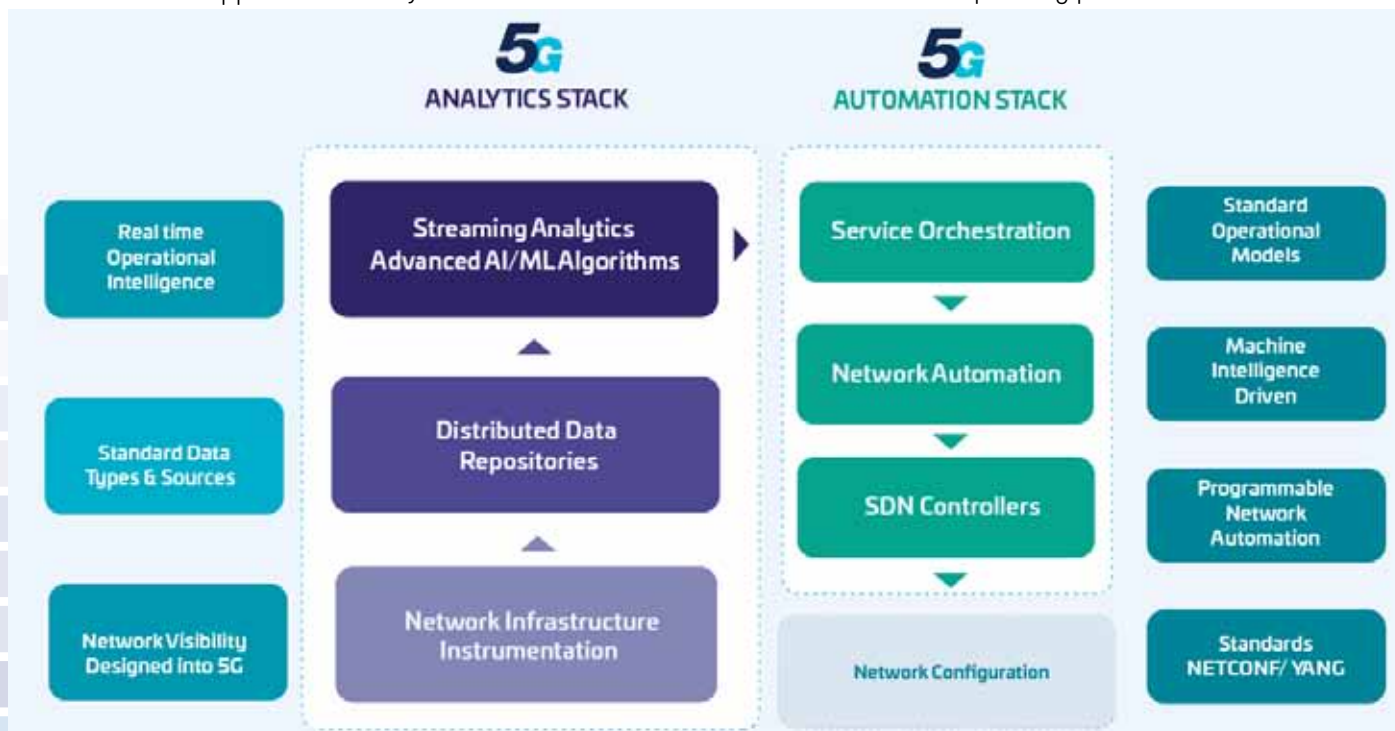 5G
ANALYTICS STACK
5G
AUTOMATION STACK
Real time
Operational
Intelligence
Standard Data
Types & Sources
Network Visibility
Designed into 5G
Streaming Analytics
Advanced AI/ML Algorithms
Distributed Data
Repositories
Network Infrastructure
Instrumentation
Service Orchestration
Network Automation
SDN Controllers
Network Configuration
Standard
Operational
Models
Machine
Intelligence
Driven
Programmable
Network
Automation
Standards
NETCONF/ YANG